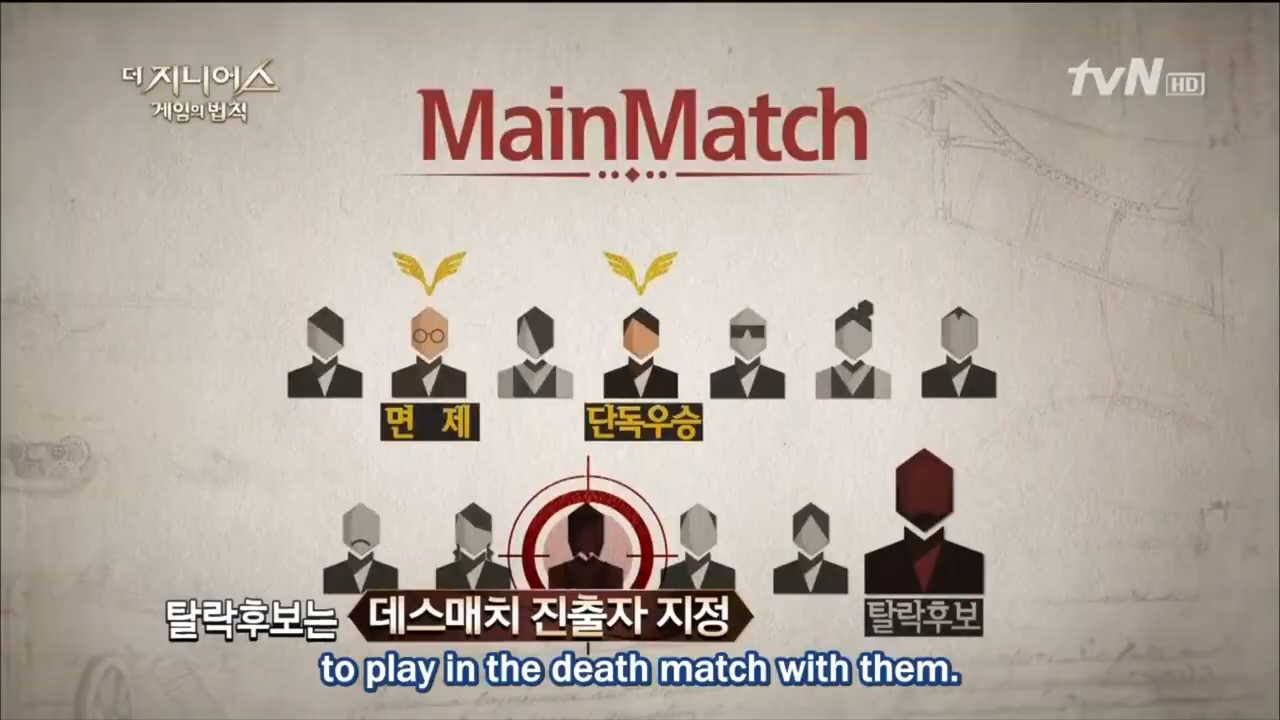 더 지니어스
게임의 법칙
tvN HD
MainMatch
면 제
단독우승
탈락후보
탈락후보는 데스매치 진출자 지정
to play in the death match with them.